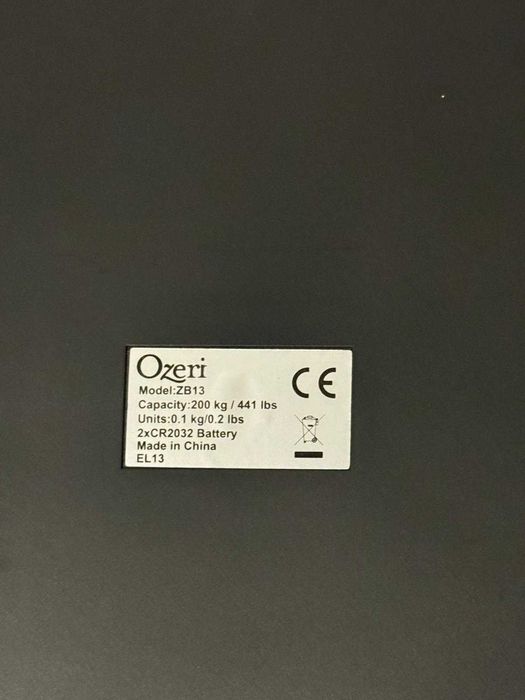 Ozeri
Model:ZB13
Capacity:200 kg / 441 lbs
Units:0.1 kg/0.2 lbs
2xCR2032 Battery
Made in China
EL13
CE